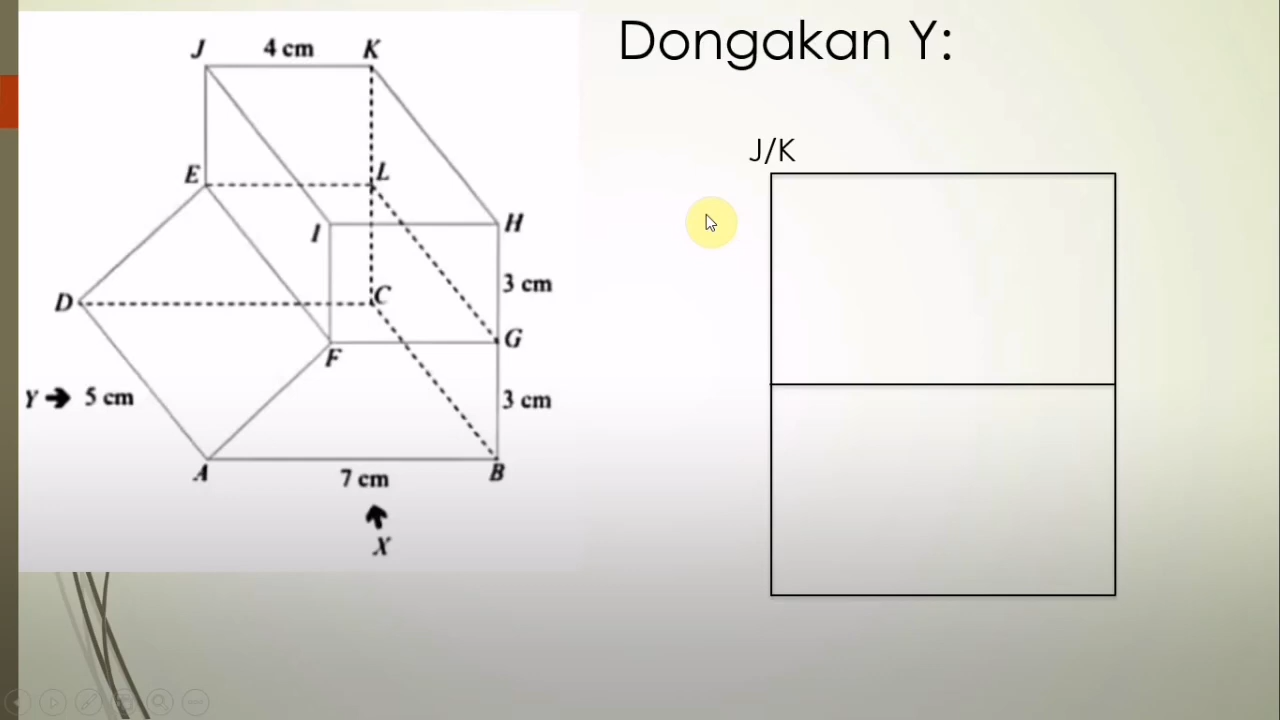 Dongakan Y:
J 4 cm K
J/K
E L
I H
3 cm
D C
G
F
Y → 5 cm
3 cm
A B
7 cm
X